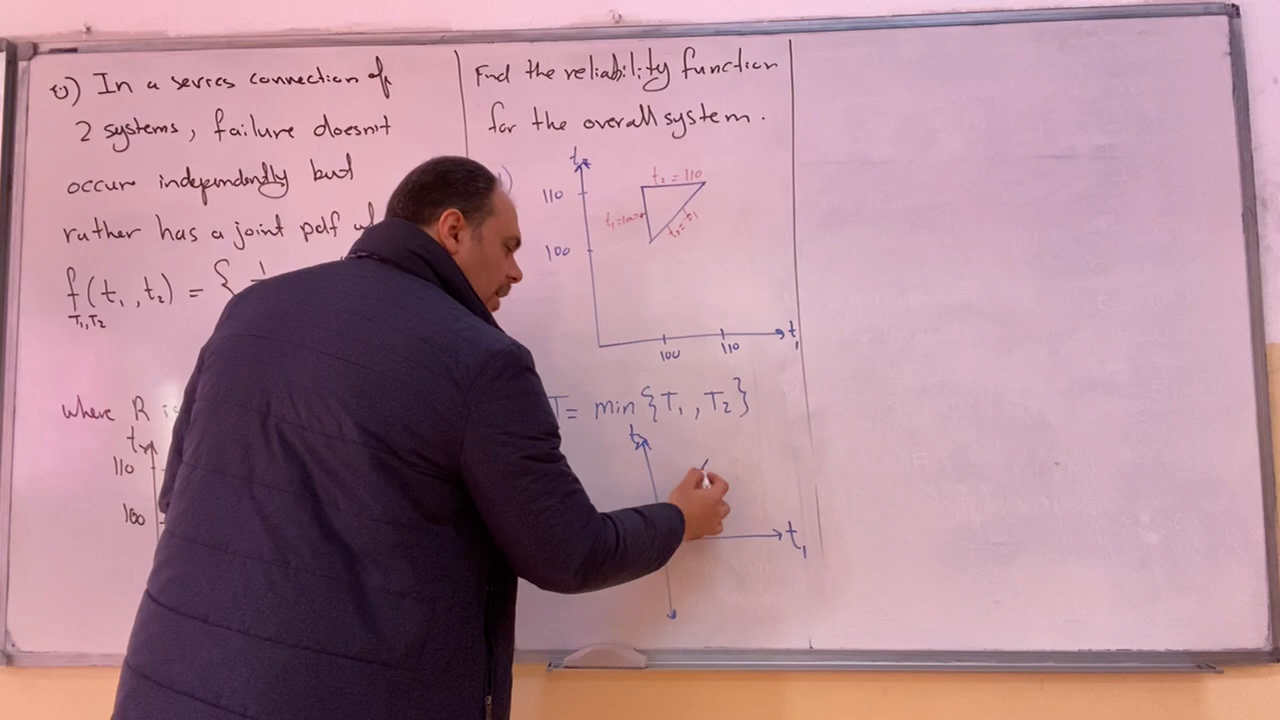 In a series connection of
2 systems, failure doesn't
occure independently but
rather has a joint pdf
f (t₁, t₂) = {
T₁,T₂
where R is
t₂
110
100
Find the reliability function
for the overall system.
t₂
110
100
t₂ = 110
t₁=100
t₂=t₁
100
110
t₁
T = min {T₁, T₂}
t₂
t₁